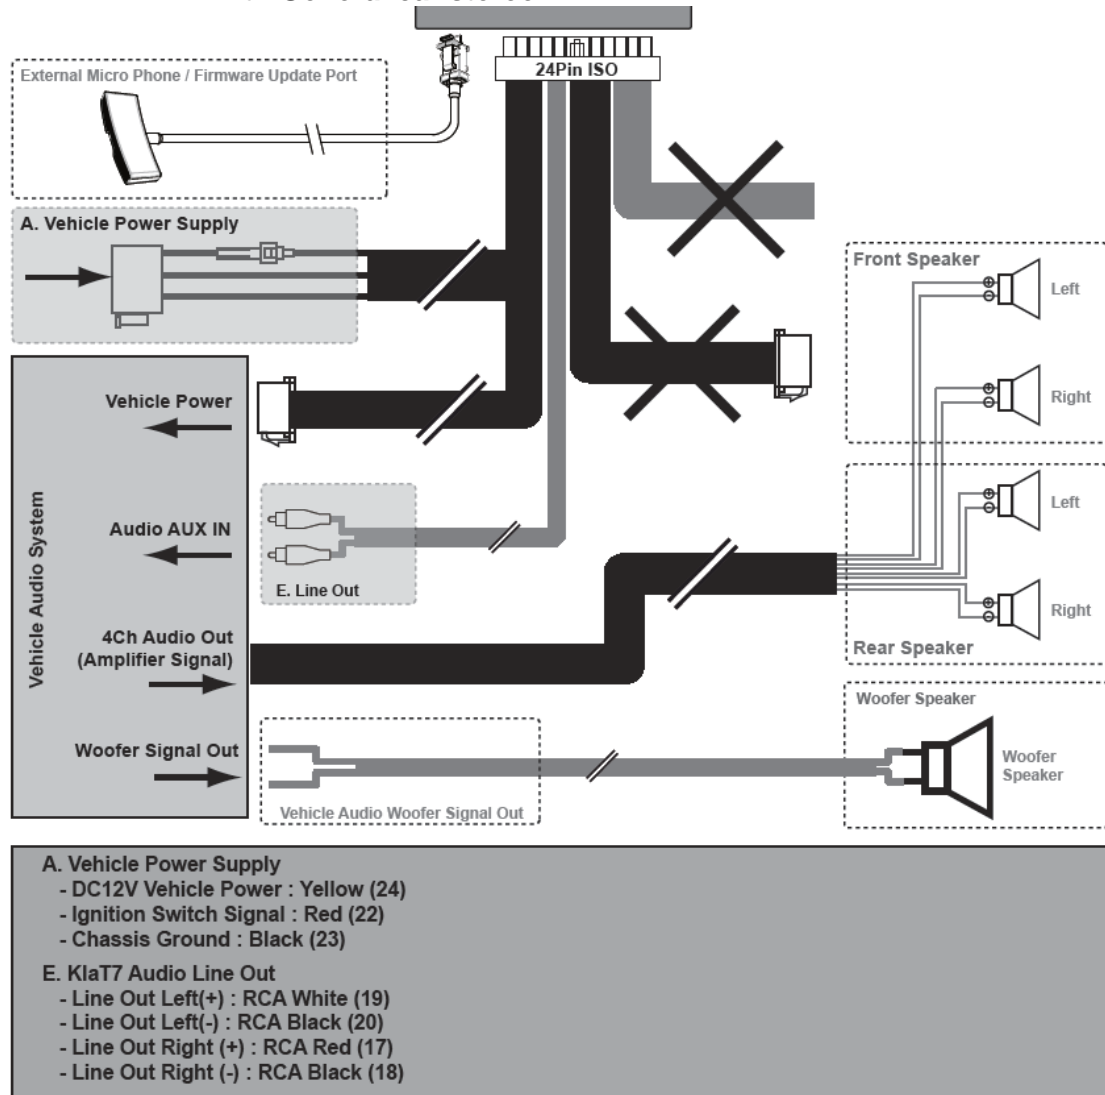 24Pin ISO
External Micro Phone / Firmware Update Port
A. Vehicle Power Supply
Front Speaker
Left
Right
Vehicle Power
Left
Audio AUX IN
E. Line Out
Right
Rear Speaker
Vehicle Audio System
4Ch Audio Out
(Amplifier Signal)
Woofer Speaker
Woofer Signal Out
Woofer
Speaker
Vehicle Audio Woofer Signal Out
A. Vehicle Power Supply
- DC12V Vehicle Power : Yellow (24)
- Ignition Switch Signal : Red (22)
- Chassis Ground : Black (23)
E. KIaT7 Audio Line Out
- Line Out Left(+) : RCA White (19)
- Line Out Left(-) : RCA Black (20)
- Line Out Right (+) : RCA Red (17)
- Line Out Right (-) : RCA Black (18)